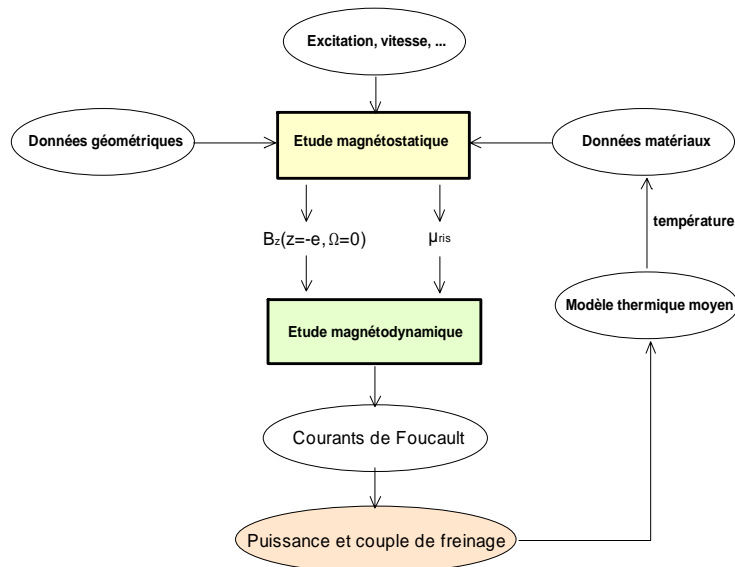 Excitation, vitesse, ...
Données géométriques
Etude magnétostatique
Données matériaux
température
Bz(z=-e, Ω=0)
μris
Modèle thermique moyen
Etude magnétodynamique
Courants de Foucault
Puissance et couple de freinage